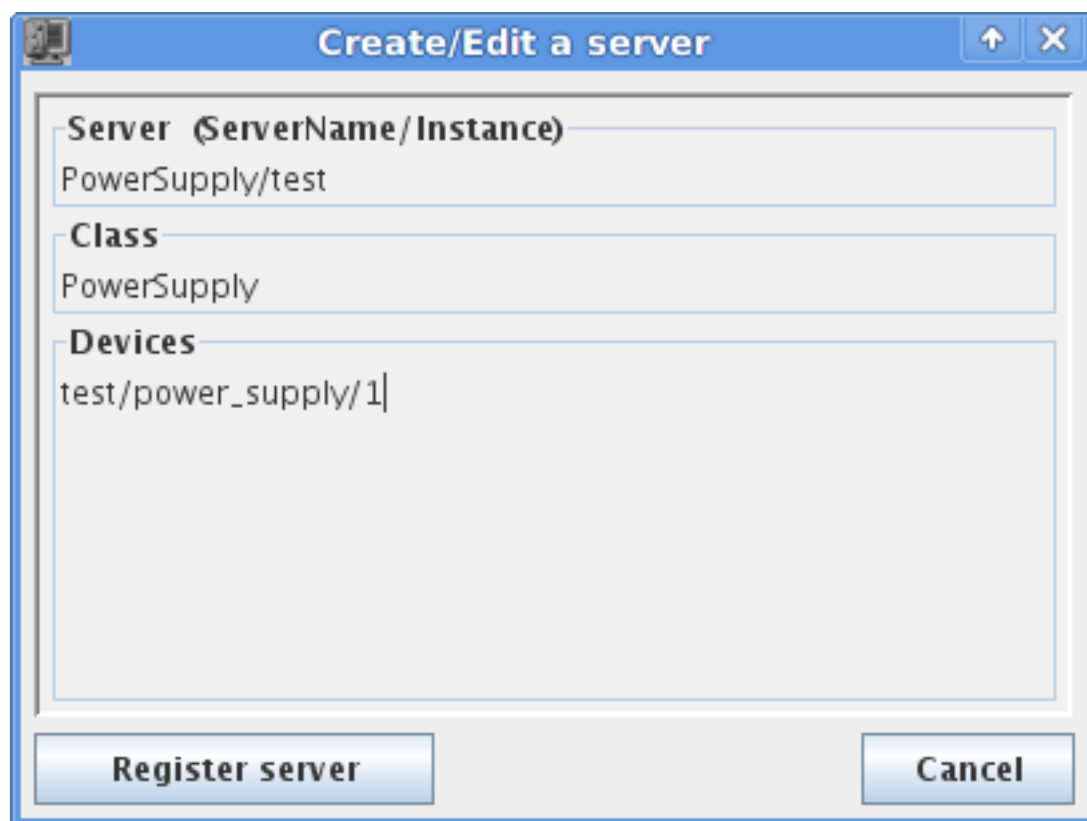 Create/Edit a server
Server (ServerName/Instance)
PowerSupply/test
Class
PowerSupply
Devices
test/power_supply/1
Register server
Cancel